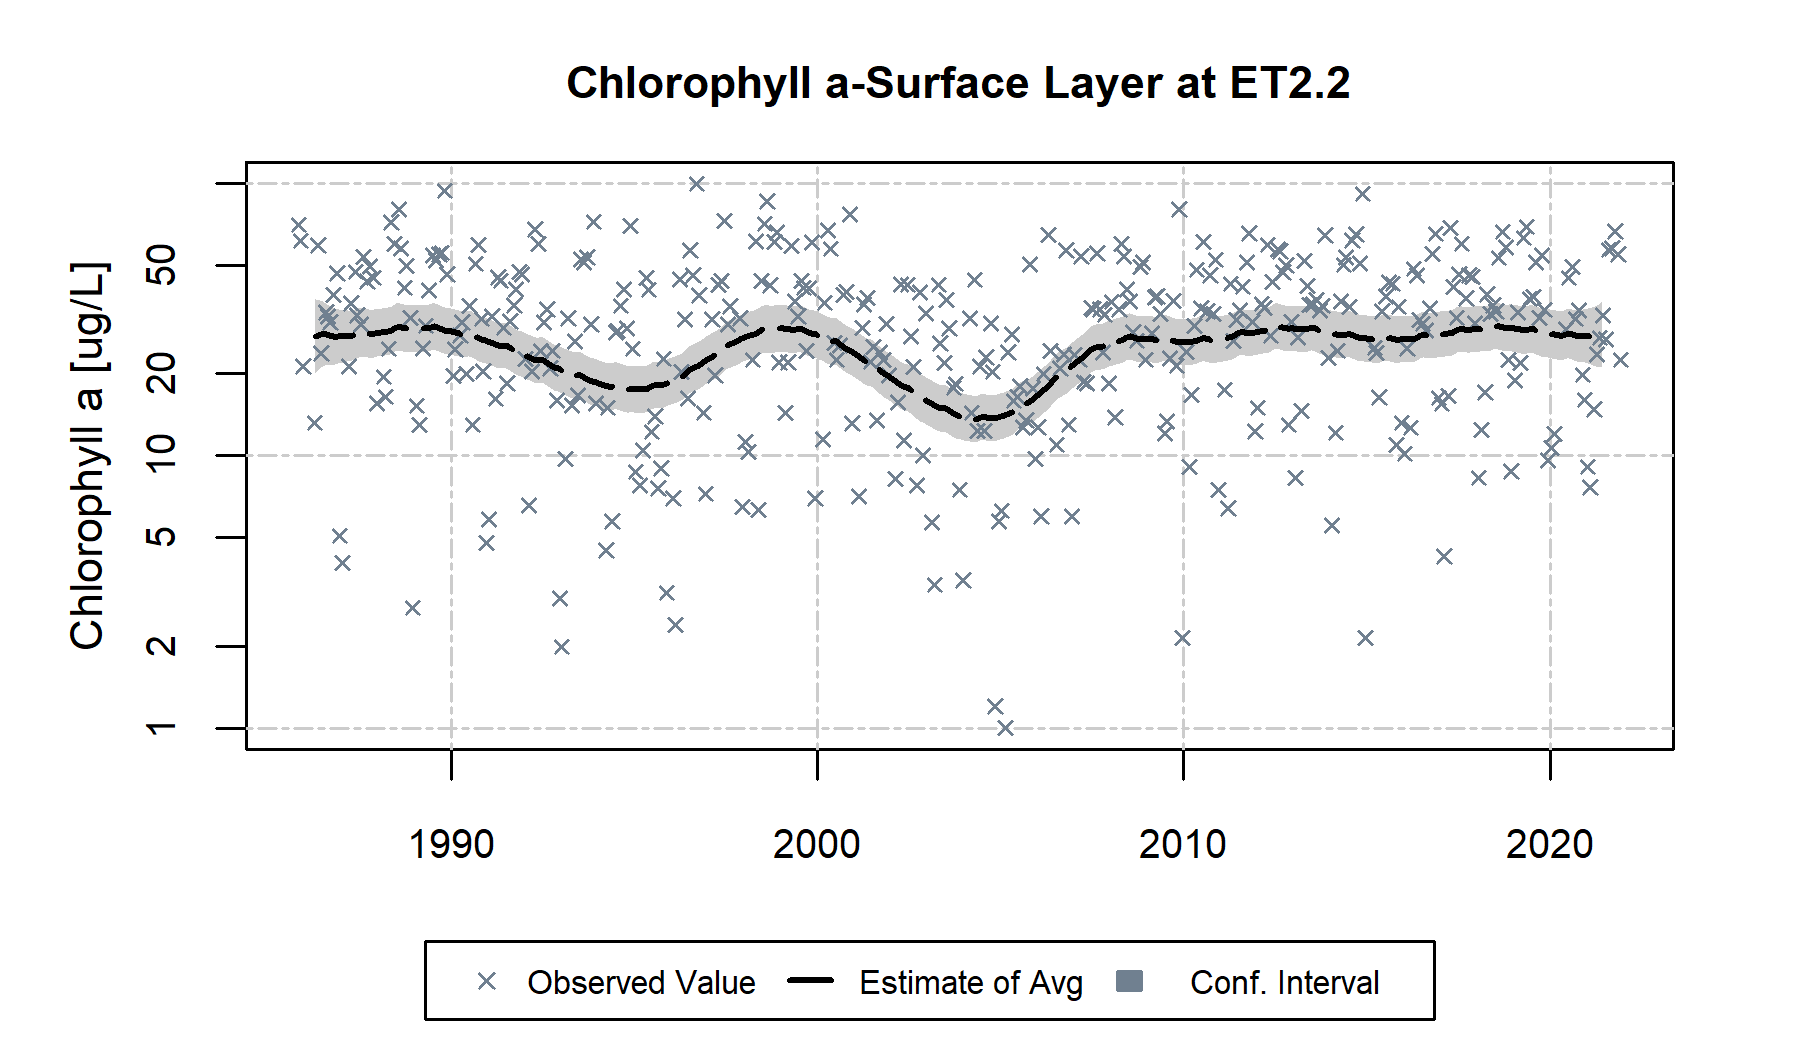 Chlorophyll a-Surface Layer at ET2.2
Chlorophyll a [ug/L]
50
20
10
5
2
1
1990 2000 2010 2020
Observed Value Estimate of Avg Conf. Interval